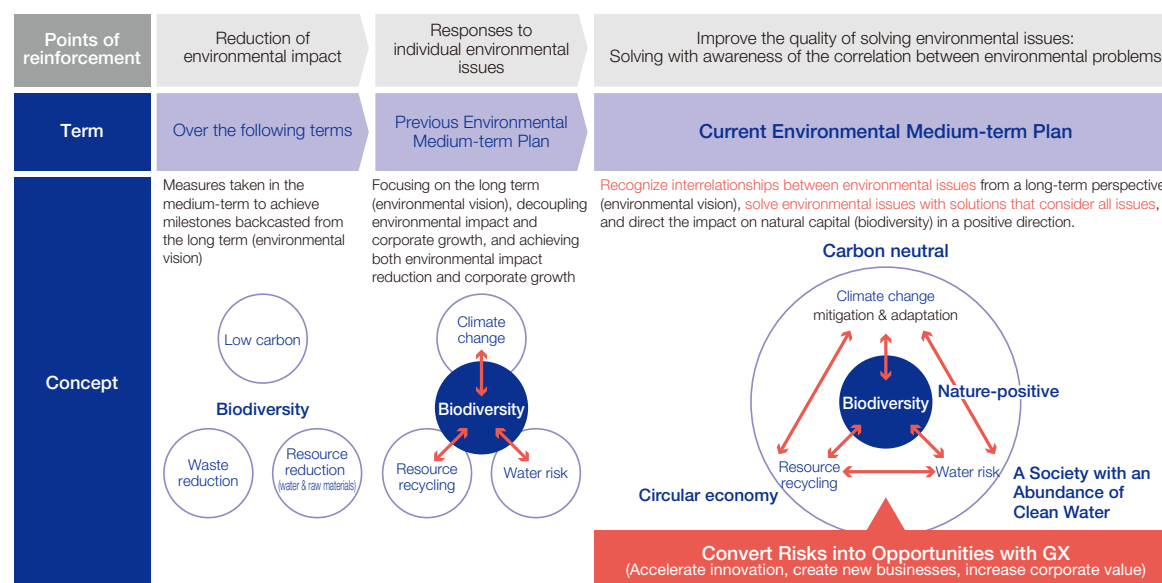 Points of
reinforcement
Reduction of
environmental impact
Responses to
individual environmental
issues
Improve the quality of solving environmental issues:
Solving with awareness of the correlation between environmental problems
Term
Over the following terms
Previous Environmental
Medium-term Plan
Current Environmental Medium-term Plan
Concept
Measures taken in the
medium-term to achieve
milestones backcasted from
the long term (environmental
vision)
Low carbon
Biodiversity
Waste
reduction
Resource
reduction
(water & raw materials)
Focusing on the long term
(environmental vision), decoupling
environmental impact and
corporate growth, and achieving
both environmental impact
reduction and corporate growth
Climate
change
Biodiversity
Resource
recycling
Water risk
Recognize interrelationships between environmental issues from a long-term perspective
(environmental vision), solve environmental issues with solutions that consider all issues,
and direct the impact on natural capital (biodiversity) in a positive direction.
Carbon neutral
Climate change
mitigation & adaptation
Biodiversity
Nature-positive
Resource
recycling
Water risk
Circular economy
A Society with an
Abundance of
Clean Water
Convert Risks into Opportunities with GX
(Accelerate innovation, create new businesses, increase corporate value)